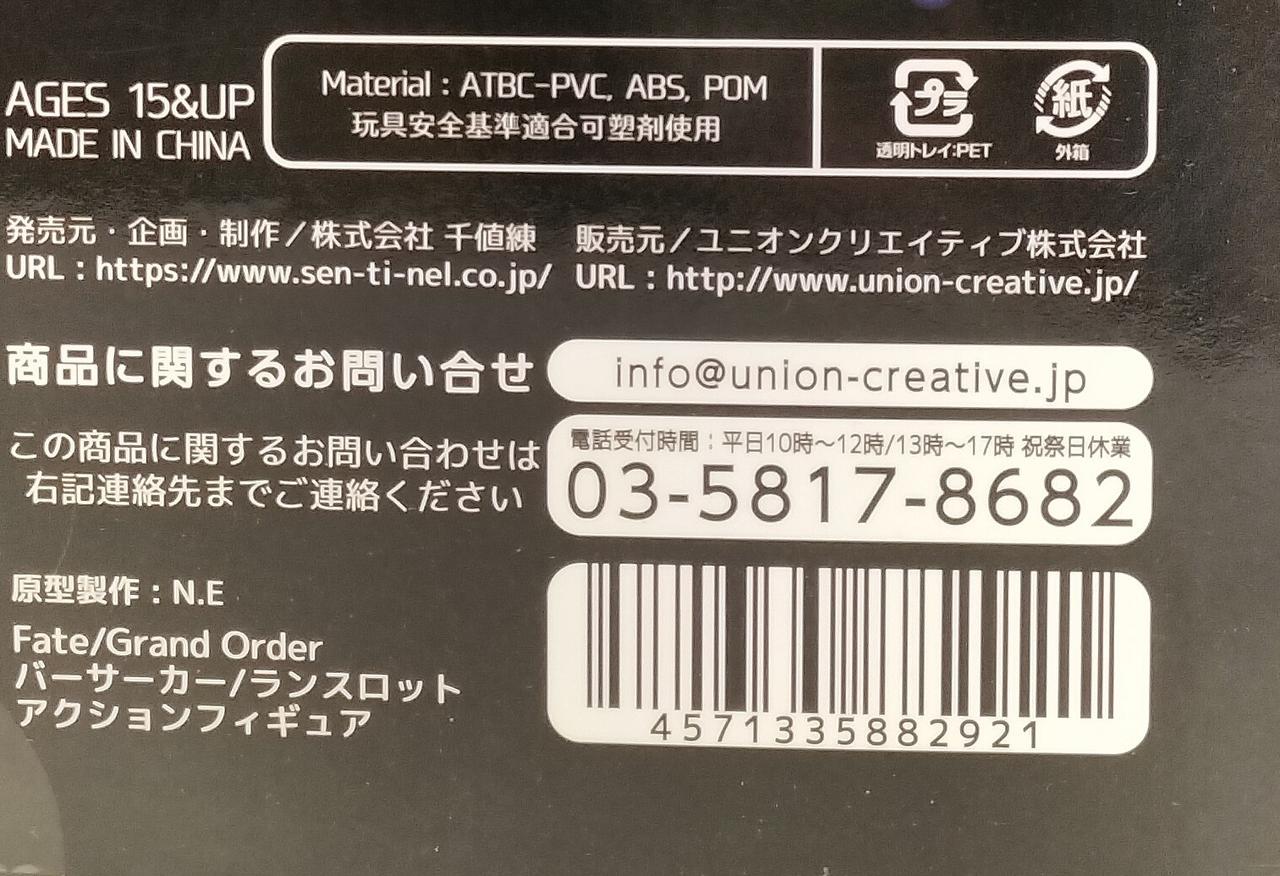 AGES 15&UP
MADE IN CHINA
Material : ATBC-PVC, ABS, POM
玩具安全基準適合可塑剤使用
プラ
透明トレイ:PET
紙
外箱
発売元・企画・制作／株式会社 千値練
URL : https://www.sen-ti-nel.co.jp/
販売元／ユニオンクリエイティブ株式会社
URL : http://www.union-creative.jp/
商品に関するお問い合せ
info@union-creative.jp
この商品に関するお問い合わせは
右記連絡先までご連絡ください
電話受付時間：平日10時〜12時/13時〜17時 祝祭日休業
03-5817-8682
原型製作：N.E
Fate/Grand Order
バーサーカー/ランスロット
アクションフィギュア
4571335882921